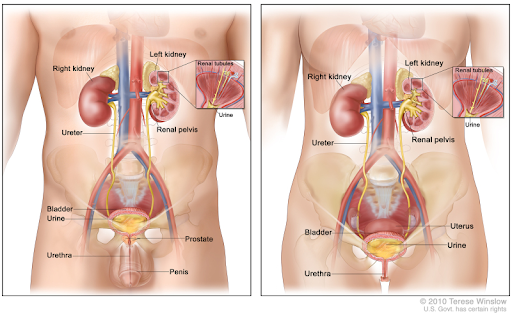 Left kidney
Right kidney
Renal tubules
Urine
Ureter
Renal pelvis
Bladder
Urine
Prostate
Urethra
Penis
Left kidney
Right kidney
Renal tubules
Urine
Ureter
Renal pelvis
Uterus
Bladder
Urine
Urethra
© 2010 Terese Winslow
U.S. Govt. has certain rights